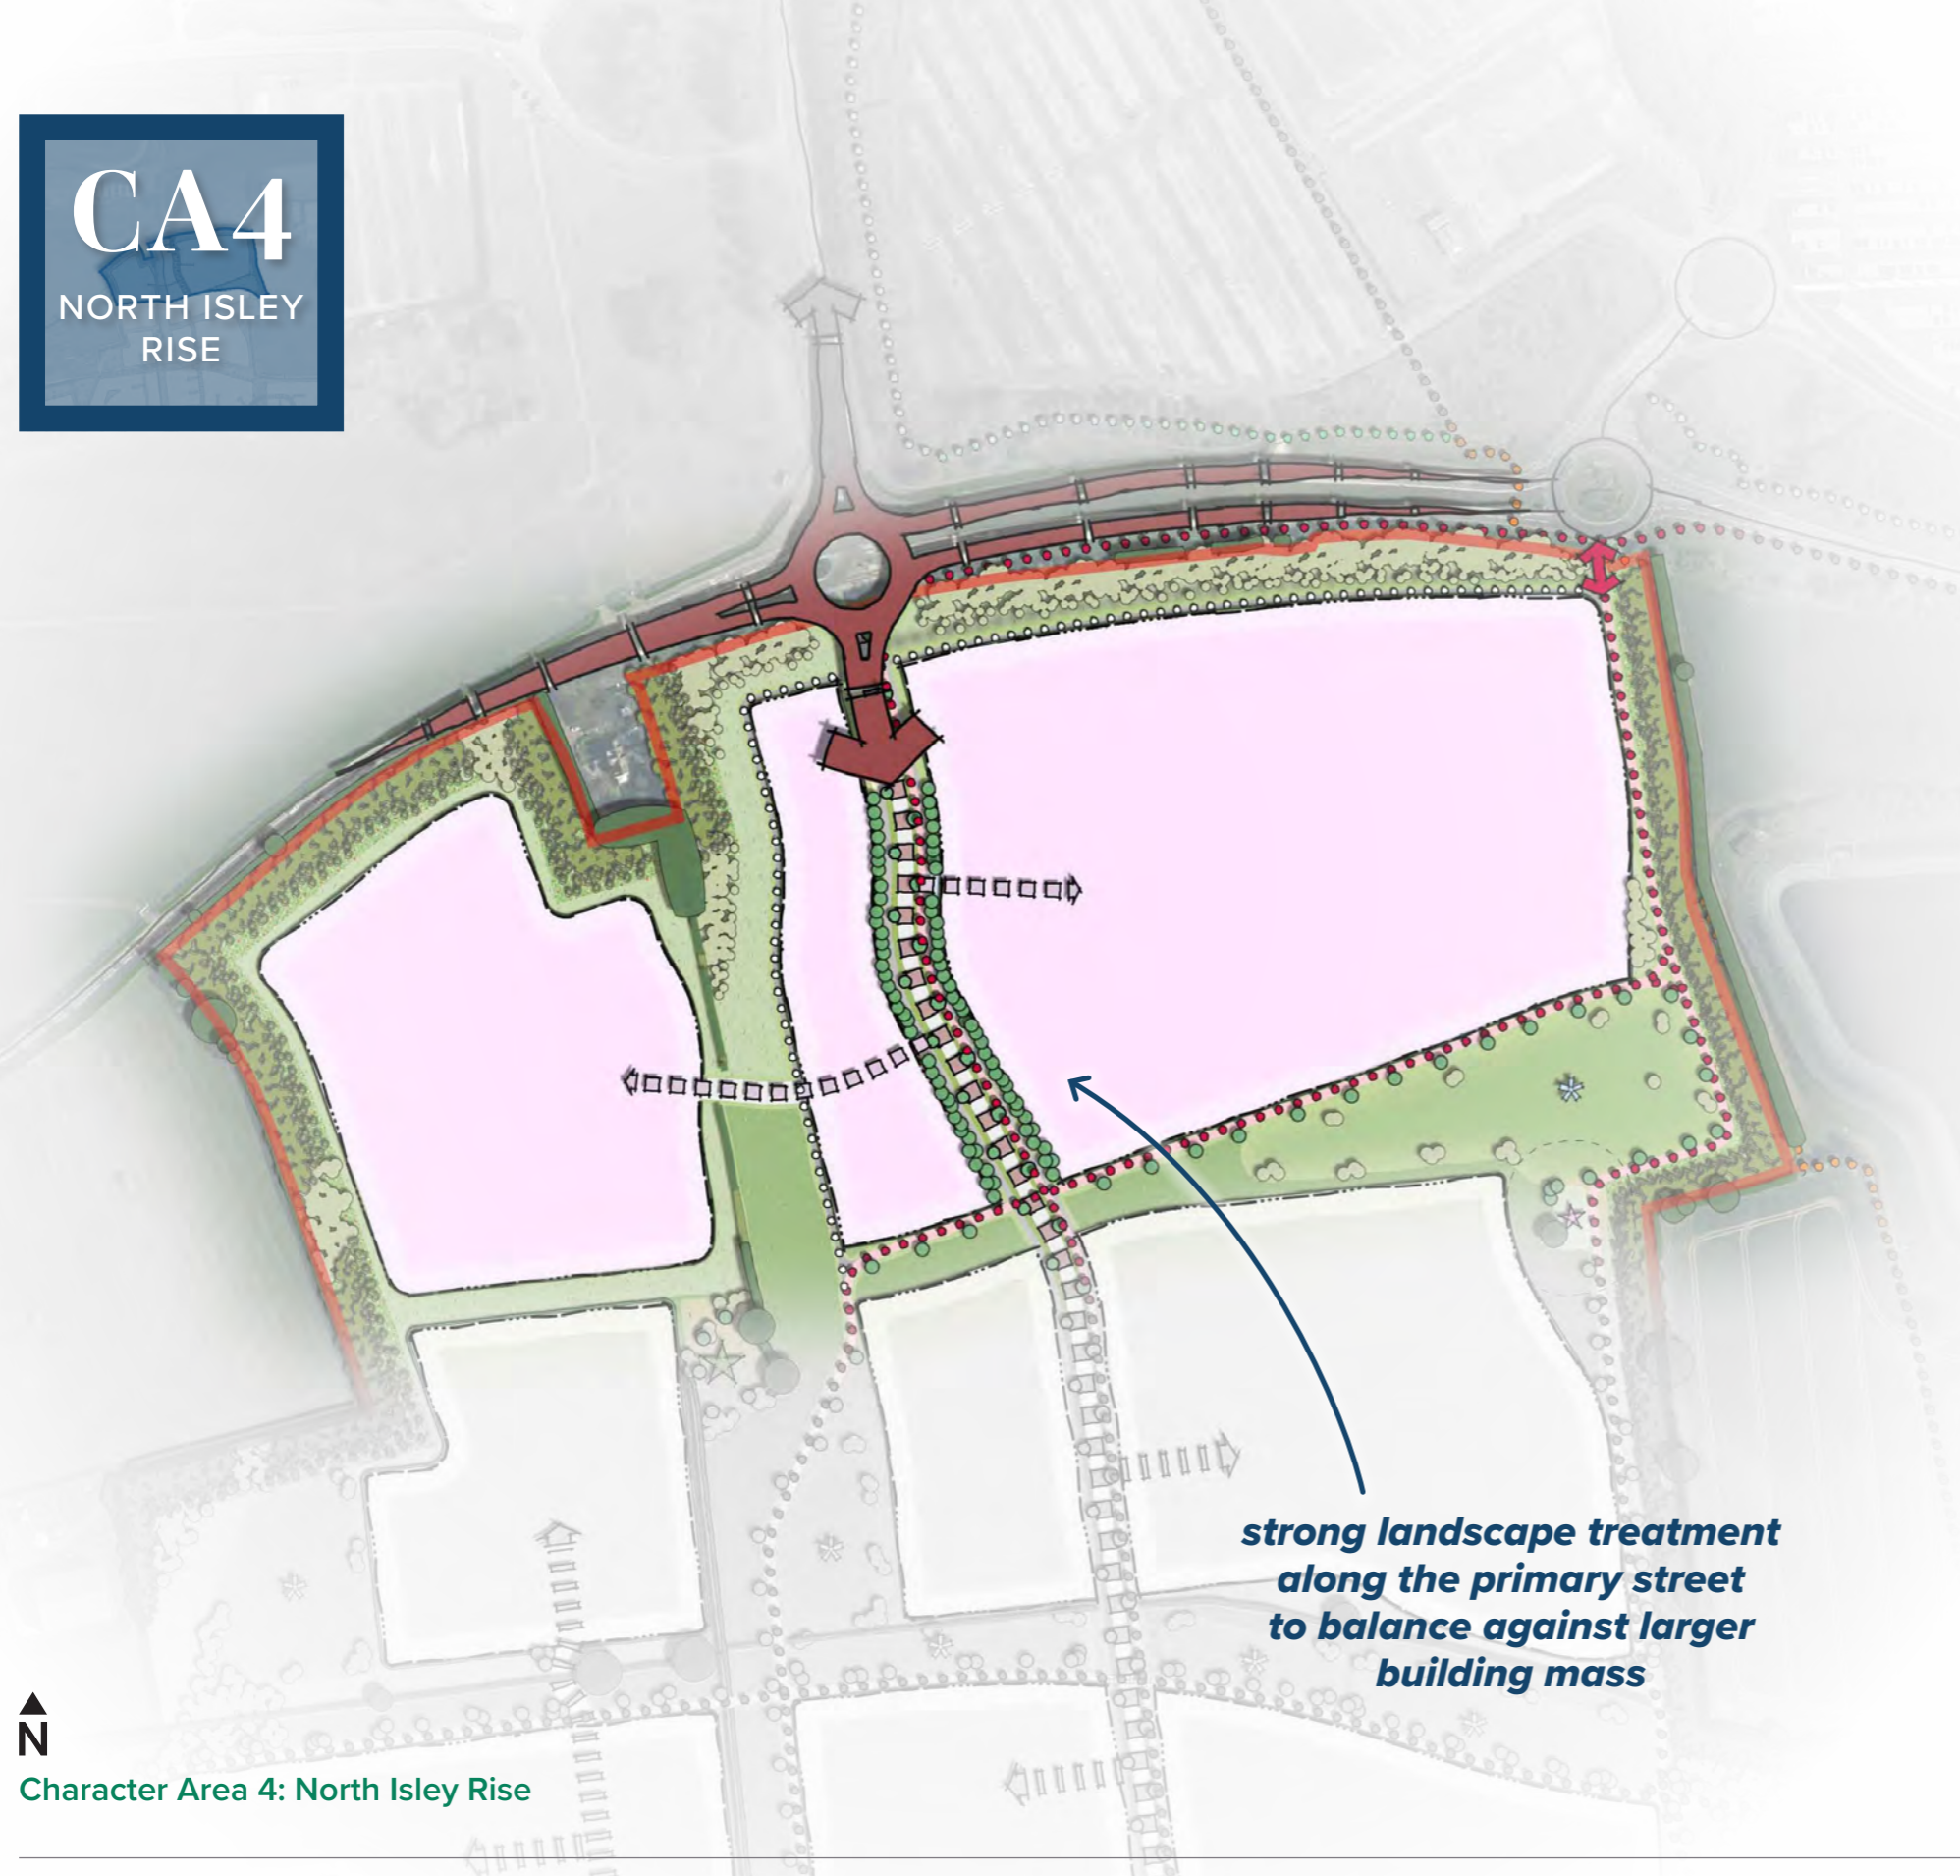 CA4
NORTH ISLEY
RISE
strong landscape treatment
along the primary street
to balance against larger
building mass
N
Character Area 4: North Isley Rise